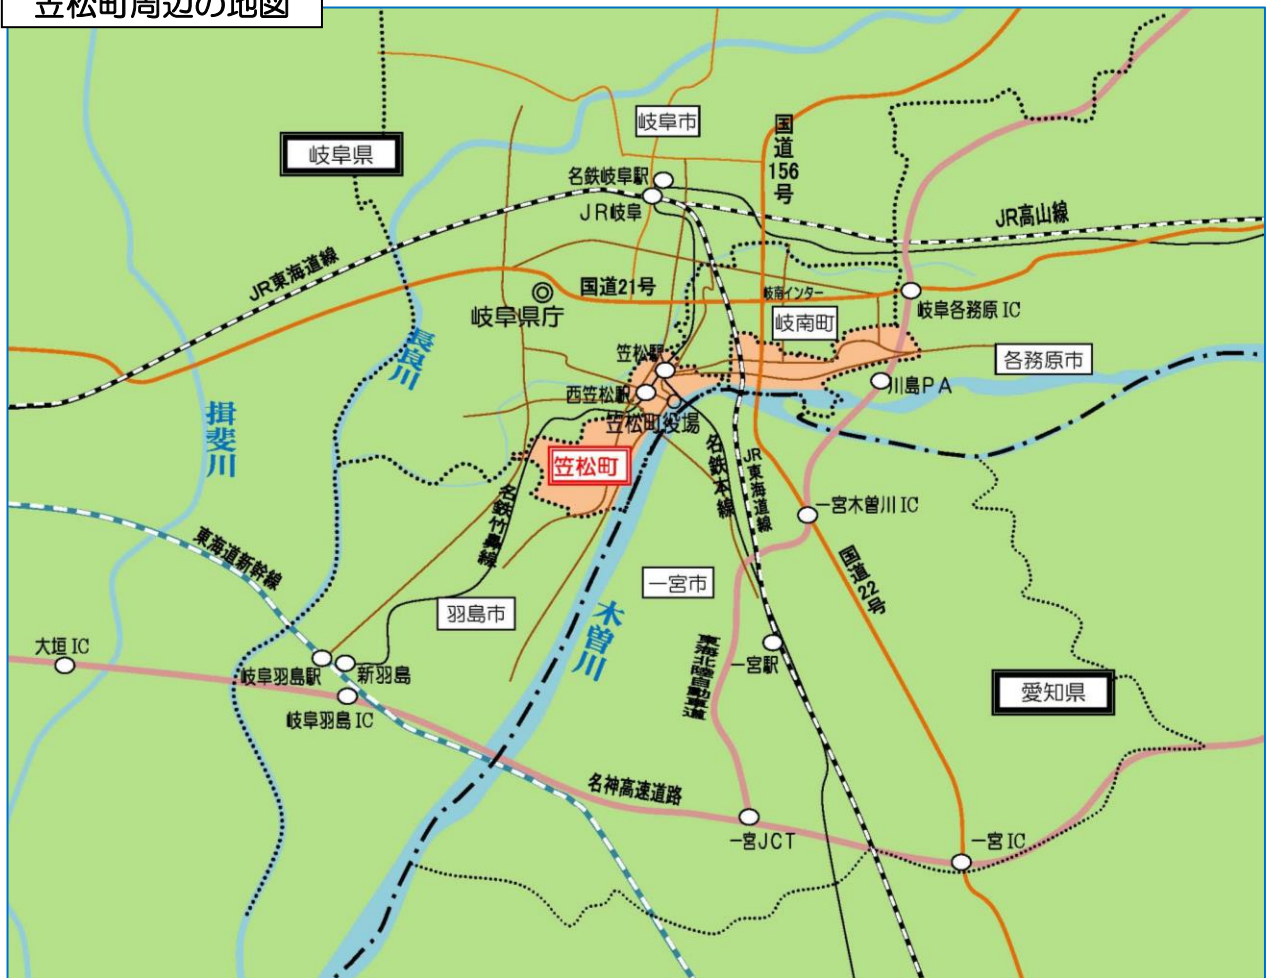 笠松町周辺の地図
岐阜市
国道156号
岐阜県
名鉄岐阜駅
JR岐阜
JR高山線
JR東海道線
国道21号
岐南インター
岐阜各務原IC
岐阜県庁
岐南町
長良川
笠松駅
各務原市
川島PA
西笠松駅
笠松町役場
揖斐川
笠松町
名鉄本線
JR東海道線
名鉄竹鼻線
一宮木曽川IC
東海道新幹線
国道22号
一宮市
羽島市
木曽川
大垣IC
岐阜羽島駅
新羽島
東海北陸自動車道
一宮駅
愛知県
岐阜羽島IC
名神高速道路
一宮JCT
一宮IC